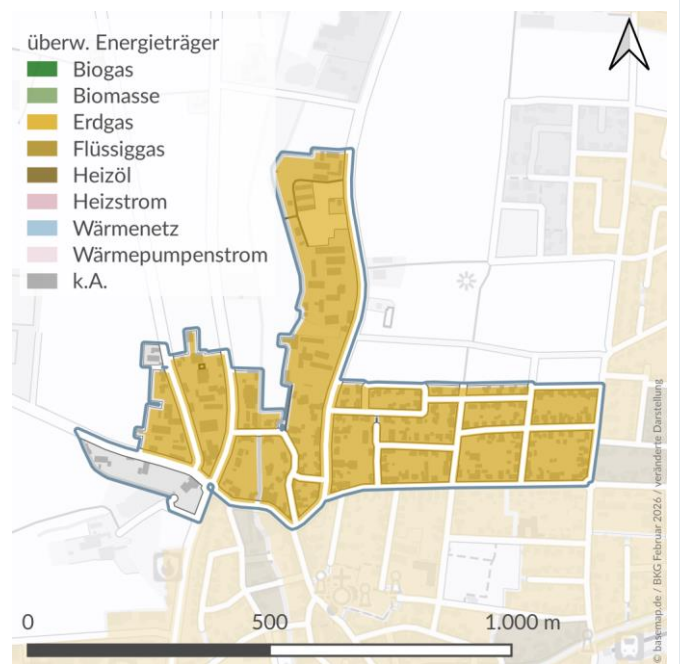 überw. Energieträger
Biogas
Biomasse
Erdgas
Flüssiggas
Heizöl
Heizstrom
Wärmenetz
Wärmepumpenstrom
k.A.
0 500 1.000 m
© basemap.de / BKG Februar 2026 / veränderte Darstellung